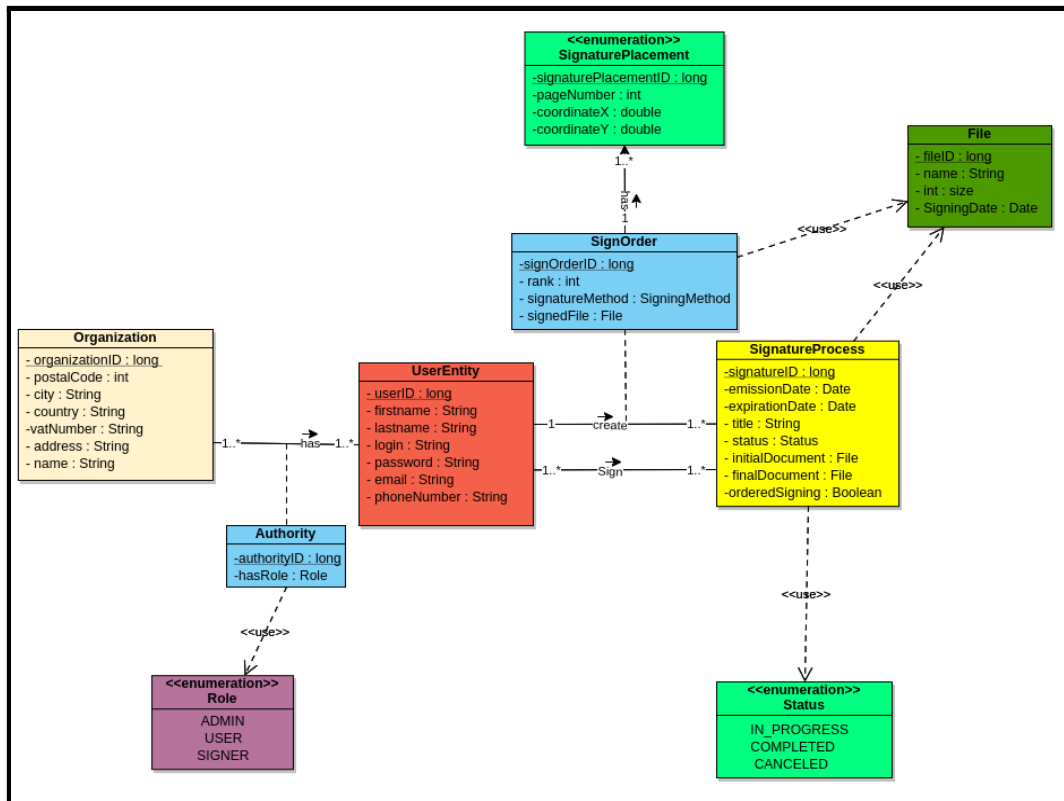 <<enumeration>>
SignaturePlacement
-signaturePlacementID : long
-pageNumber : int
-coordinateX : double
-coordinateY : double
1..*
has
1
File
- fileID : long
- name : String
- int : size
- SigningDate : Date
<<use>>
<<use>>
SignOrder
-signOrderID : long
- rank : int
- signatureMethod : SigningMethod
- signedFile : File
Organization
- organizationID : long
- postalCode : int
- city : String
- country : String
-vatNumber : String
- address : String
- name : String
1..*
has
1..*
UserEntity
- userID : long
- firstname : String
- lastname : String
- login : String
- password : String
- email : String
- phoneNumber : String
1
create
1..*
1..*
Sign
1..*
SignatureProcess
-signatureID : long
-emissionDate : Date
-expirationDate : Date
- title : String
- status : Status
- initialDocument : File
- finalDocument : File
-orderedSigning : Boolean
Authority
-authorityID : long
-hasRole : Role
<<use>>
<<use>>
<<enumeration>>
Role
ADMIN
USER
SIGNER
<<enumeration>>
Status
IN_PROGRESS
COMPLETED
CANCELED